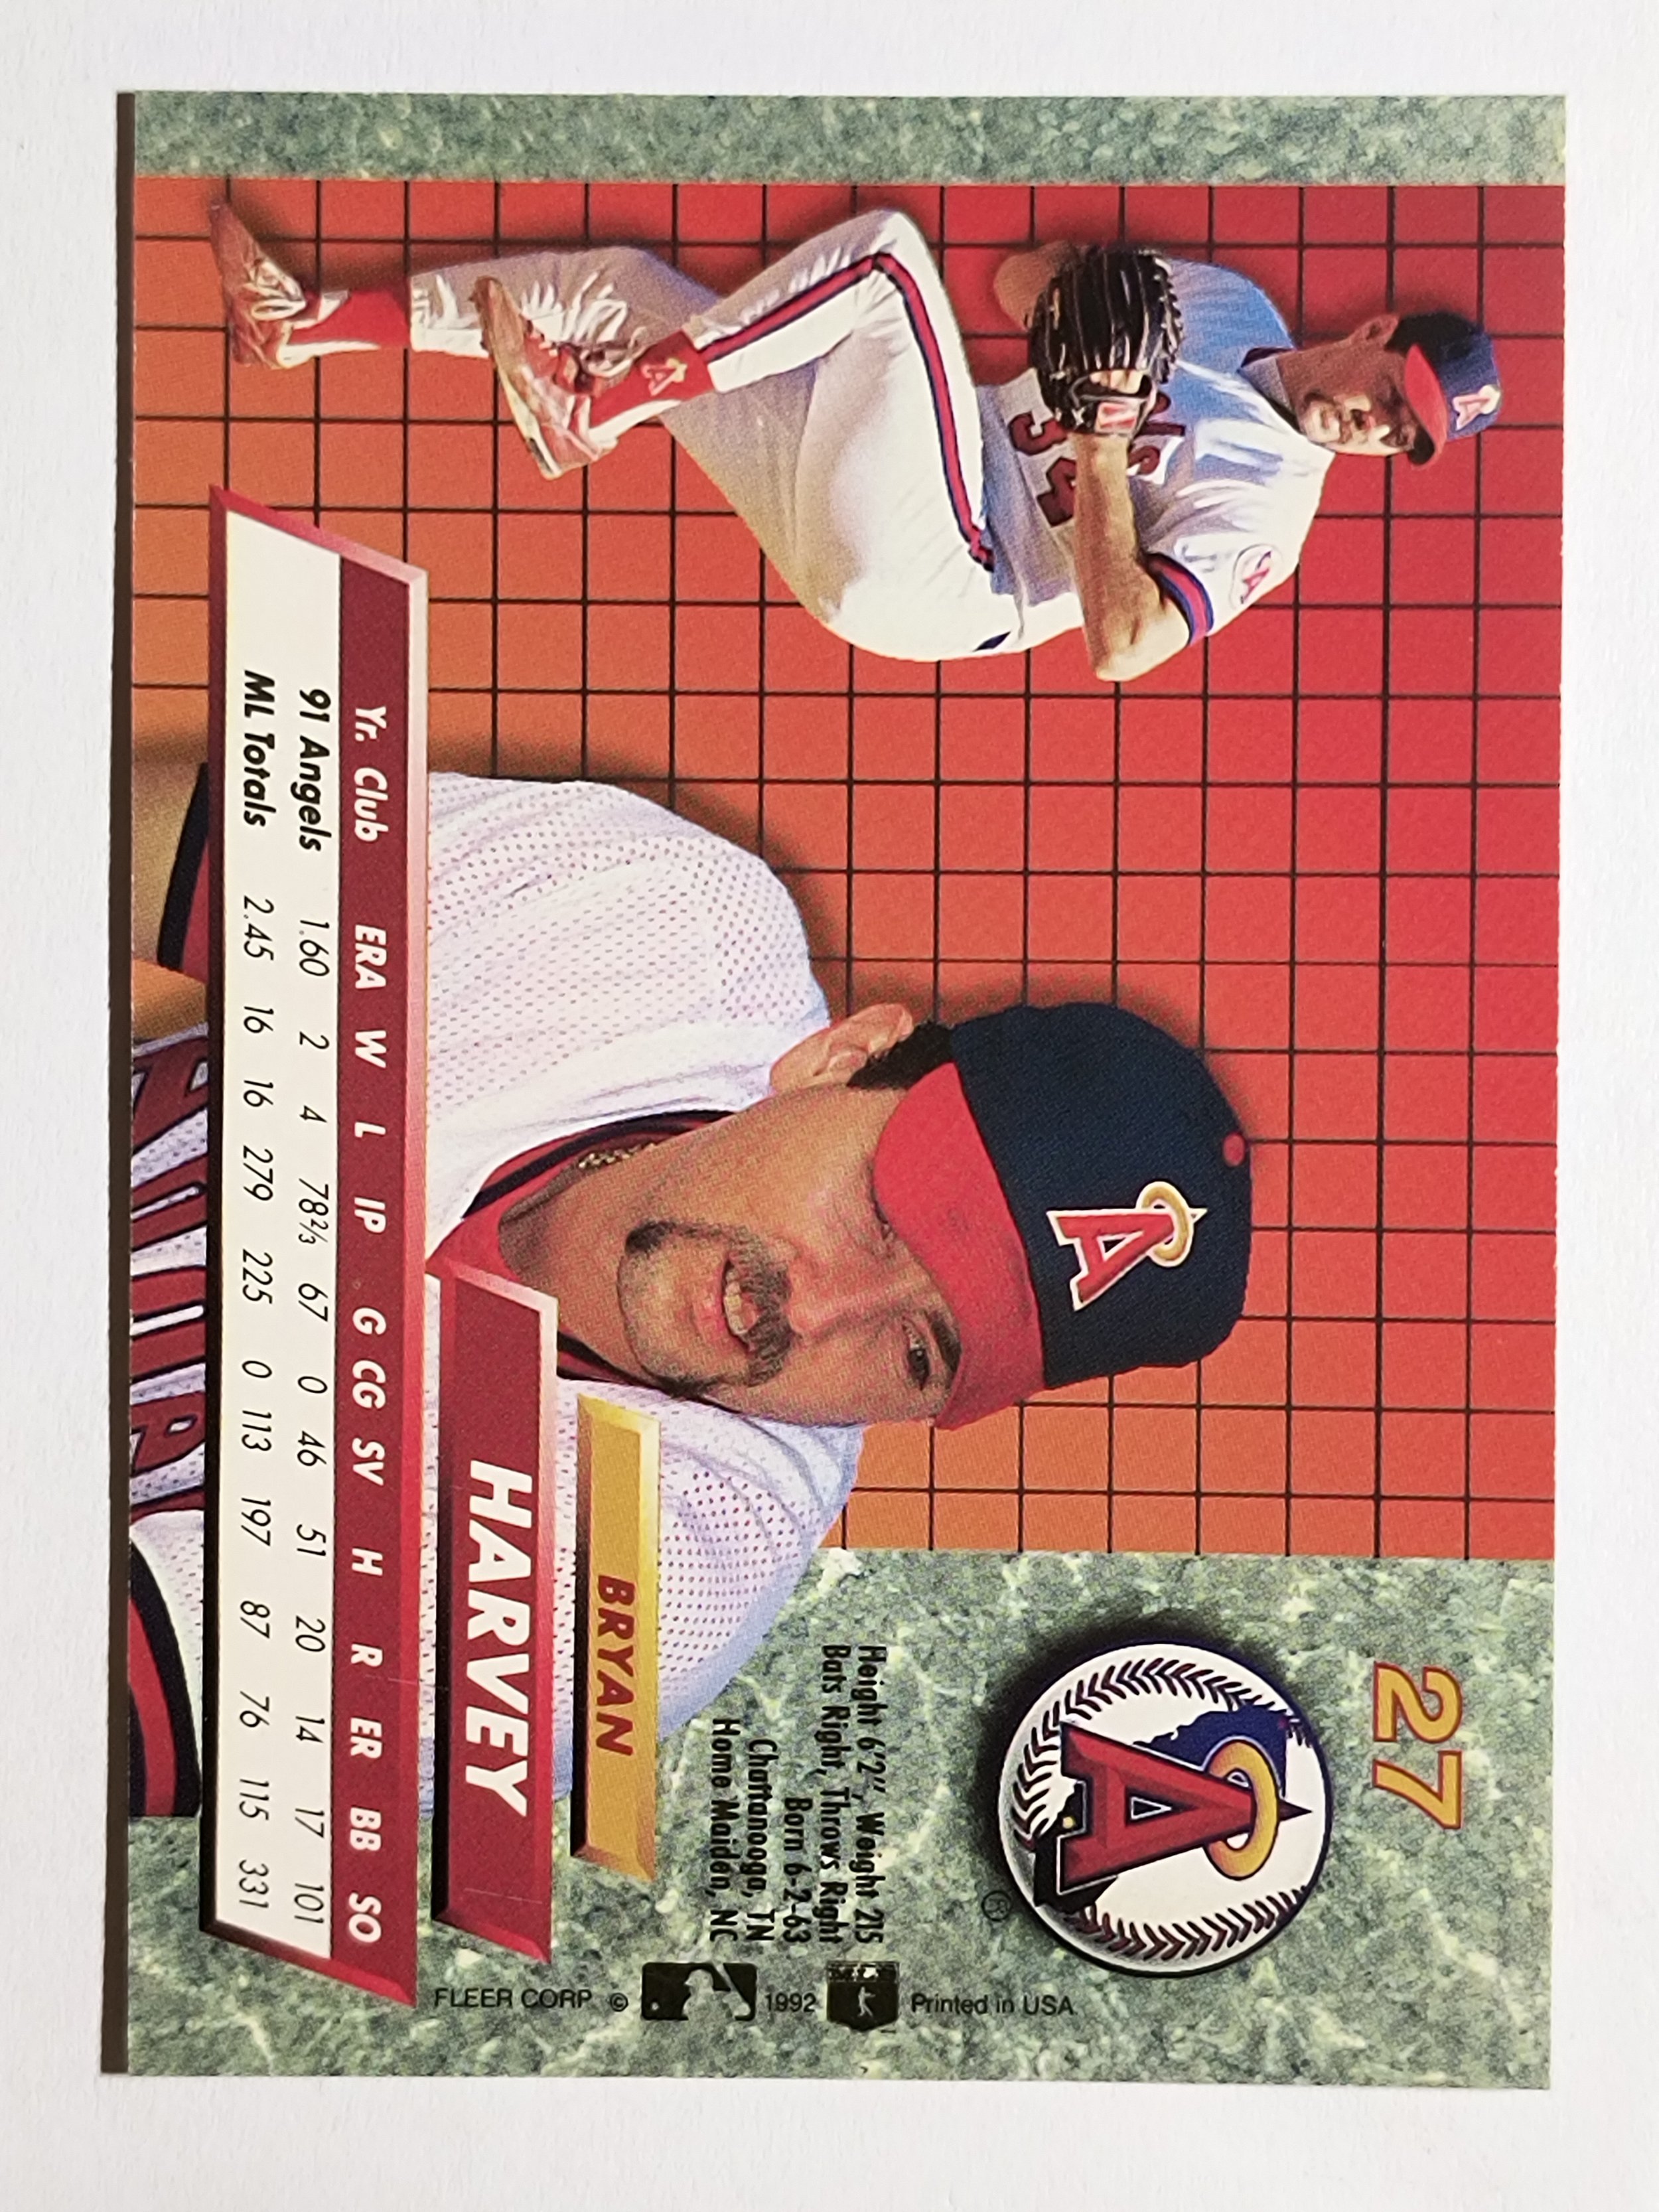 27
A
Height 6'2", Weight 215
Bats Right, Throws Right
Born 6-2-63
Chattanooga, TN
Home Maiden, NC
BRYAN
HARVEY
A
A
34
Yr. Club ERA W L IP G CG SV H R ER BB SO
91 Angels 1.60 2 4 78⅔ 67 0 46 51 20 14 17 101
ML Totals 2.45 16 16 279 225 0 113 197 87 76 115 331
FLEER CORP © 1992 Printed in USA